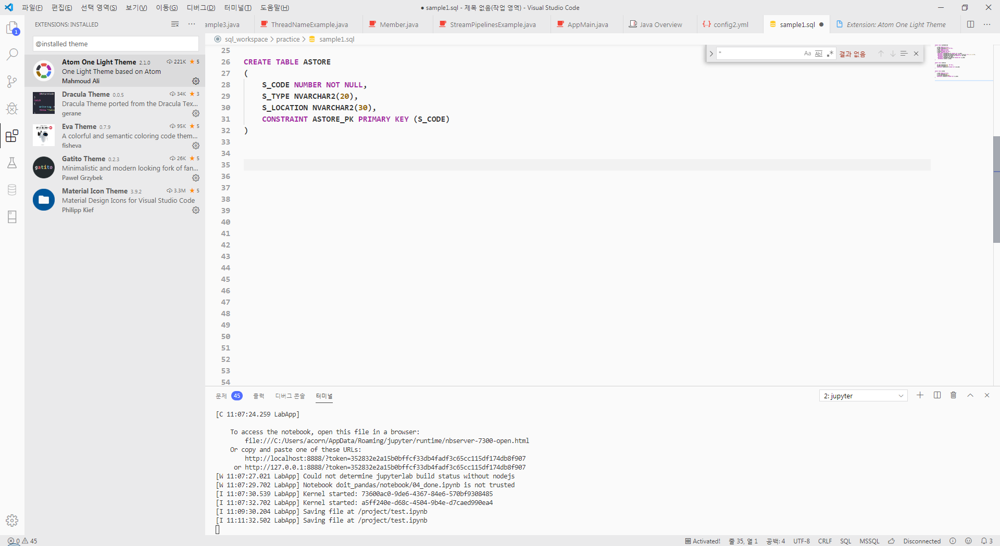 파일(F) 편집(E) 선택 영역(S) 보기(V) 이동(G) 디버그(D) 터미널(T) 도움말(H)
● sample1.sql - 제목 없음(작업 영역) - Visual Studio Code
1
EXTENSIONS: INSTALLED
@installed theme
Atom One Light Theme 2.1.0 221K 5
One Light Theme based on Atom
Mahmoud Ali
Dracula Theme 0.0.5 34K 3
Dracula Theme ported from the Dracula Tex...
gerane
Eva Theme 0.7.9 95K 5
A colorful and semantic coloring code them...
fisheva
gatito
Gatito Theme 0.2.3 26K 5
Minimalistic and modern looking fork of fan...
Paweł Grzybek
Material Icon Theme 3.9.2 3.3M 5
Material Design Icons for Visual Studio Code
Philipp Kief
ample3.java ThreadNameExample.java Member.java StreamPipelinesExample.java AppMain.java Java Overview config2.yml sample1.sql Extension: Atom One Light Theme
sql_workspace > practice > sample1.sql
" Aa Abl .* 결과 없음
25
26 CREATE TABLE ASTORE
27 (
28 S_CODE NUMBER NOT NULL,
29 S_TYPE NVARCHAR2(20),
30 S_LOCATION NVARCHAR2(30),
31 CONSTRAINT ASTORE_PK PRIMARY KEY (S_CODE)
32 )
33
34
35
36
37
38
39
40
41
42
43
44
45
46
47
48
49
50
51
52
53
54
문제 45 출력 디버그 콘솔 터미널
2: jupyter
[C 11:07:24.259 LabApp]
To access the notebook, open this file in a browser:
file:///C:/Users/acorn/AppData/Roaming/jupyter/runtime/nbserver-7300-open.html
Or copy and paste one of these URLs:
http://localhost:8888/?token=352832e2a15b0bffcf33db4fadf3c65cc115df174db8f907
or http://127.0.0.1:8888/?token=352832e2a15b0bffcf33db4fadf3c65cc115df174db8f907
[W 11:07:27.021 LabApp] Could not determine jupyterlab build status without nodejs
[W 11:07:29.702 LabApp] Notebook doit_pandas/notebook/04_done.ipynb is not trusted
[I 11:07:30.539 LabApp] Kernel started: 73600ac0-9de6-4367-84e6-570bf9308485
[I 11:07:32.702 LabApp] Kernel started: a5ff240e-d68c-4504-9b4e-d7caed990ea4
[I 11:09:30.204 LabApp] Saving file at /project/test.ipynb
[I 11:11:32.502 LabApp] Saving file at /project/test.ipynb
0 45
Activated! 줄 35, 열 1 공백: 4 UTF-8 CRLF SQL MSSQL Disconnected 3